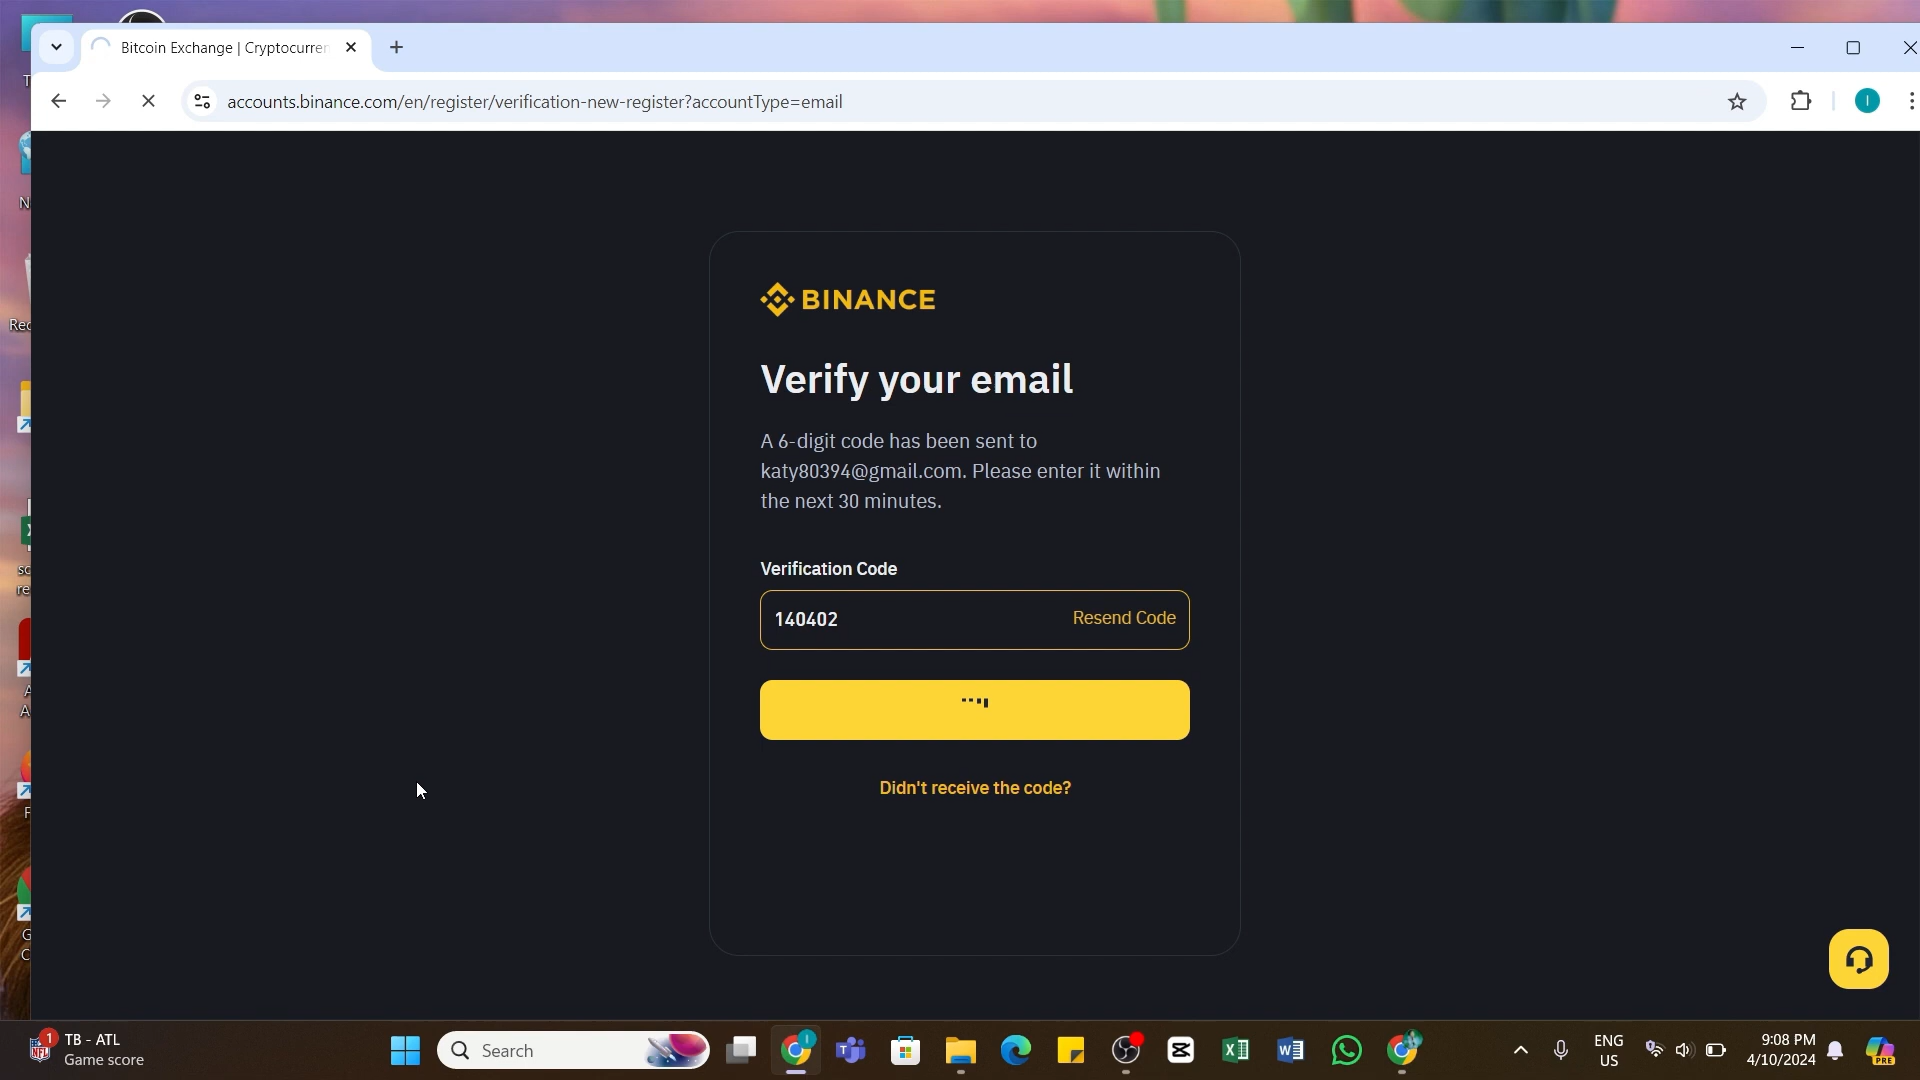 Bitcoin Exchange | Cryptocurren
accounts.binance.com/en/register/verification-new-register?accountType=email
BINANCE
Verify your email
A 6-digit code has been sent to
katy80394@gmail.com. Please enter it within
the next 30 minutes.
Verification Code
140402 Resend Code
Didn't receive the code?
1
TB - ATL
Game score
Search
ENG
US
9:08 PM
4/10/2024
PRE